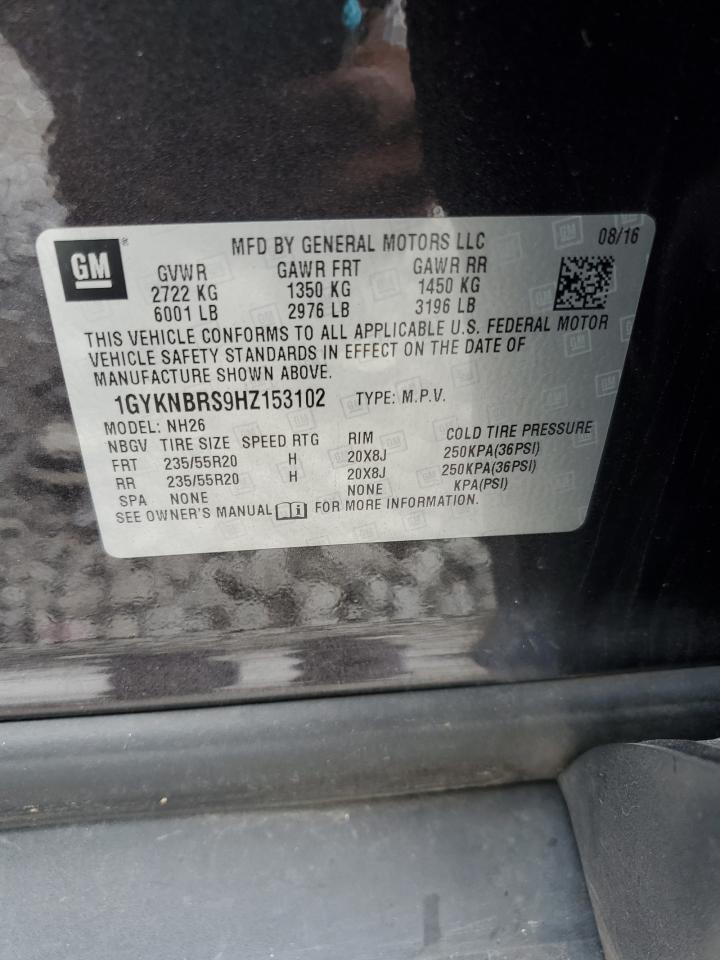 GM
MFD BY GENERAL MOTORS LLC 08/16
GVWR GAWR FRT GAWR RR
2722 KG 1350 KG 1450 KG
6001 LB 2976 LB 3196 LB
THIS VEHICLE CONFORMS TO ALL APPLICABLE U.S. FEDERAL MOTOR
VEHICLE SAFETY STANDARDS IN EFFECT ON THE DATE OF
MANUFACTURE SHOWN ABOVE.
1GYKNBRS9HZ153102 TYPE: M.P.V.
MODEL: NH26
NBGV TIRE SIZE SPEED RTG RIM COLD TIRE PRESSURE
FRT 235/55R20 H 20X8J 250KPA(36PSI)
RR 235/55R20 H 20X8J 250KPA(36PSI)
SPA NONE NONE KPA(PSI)
SEE OWNER'S MANUAL FOR MORE INFORMATION.